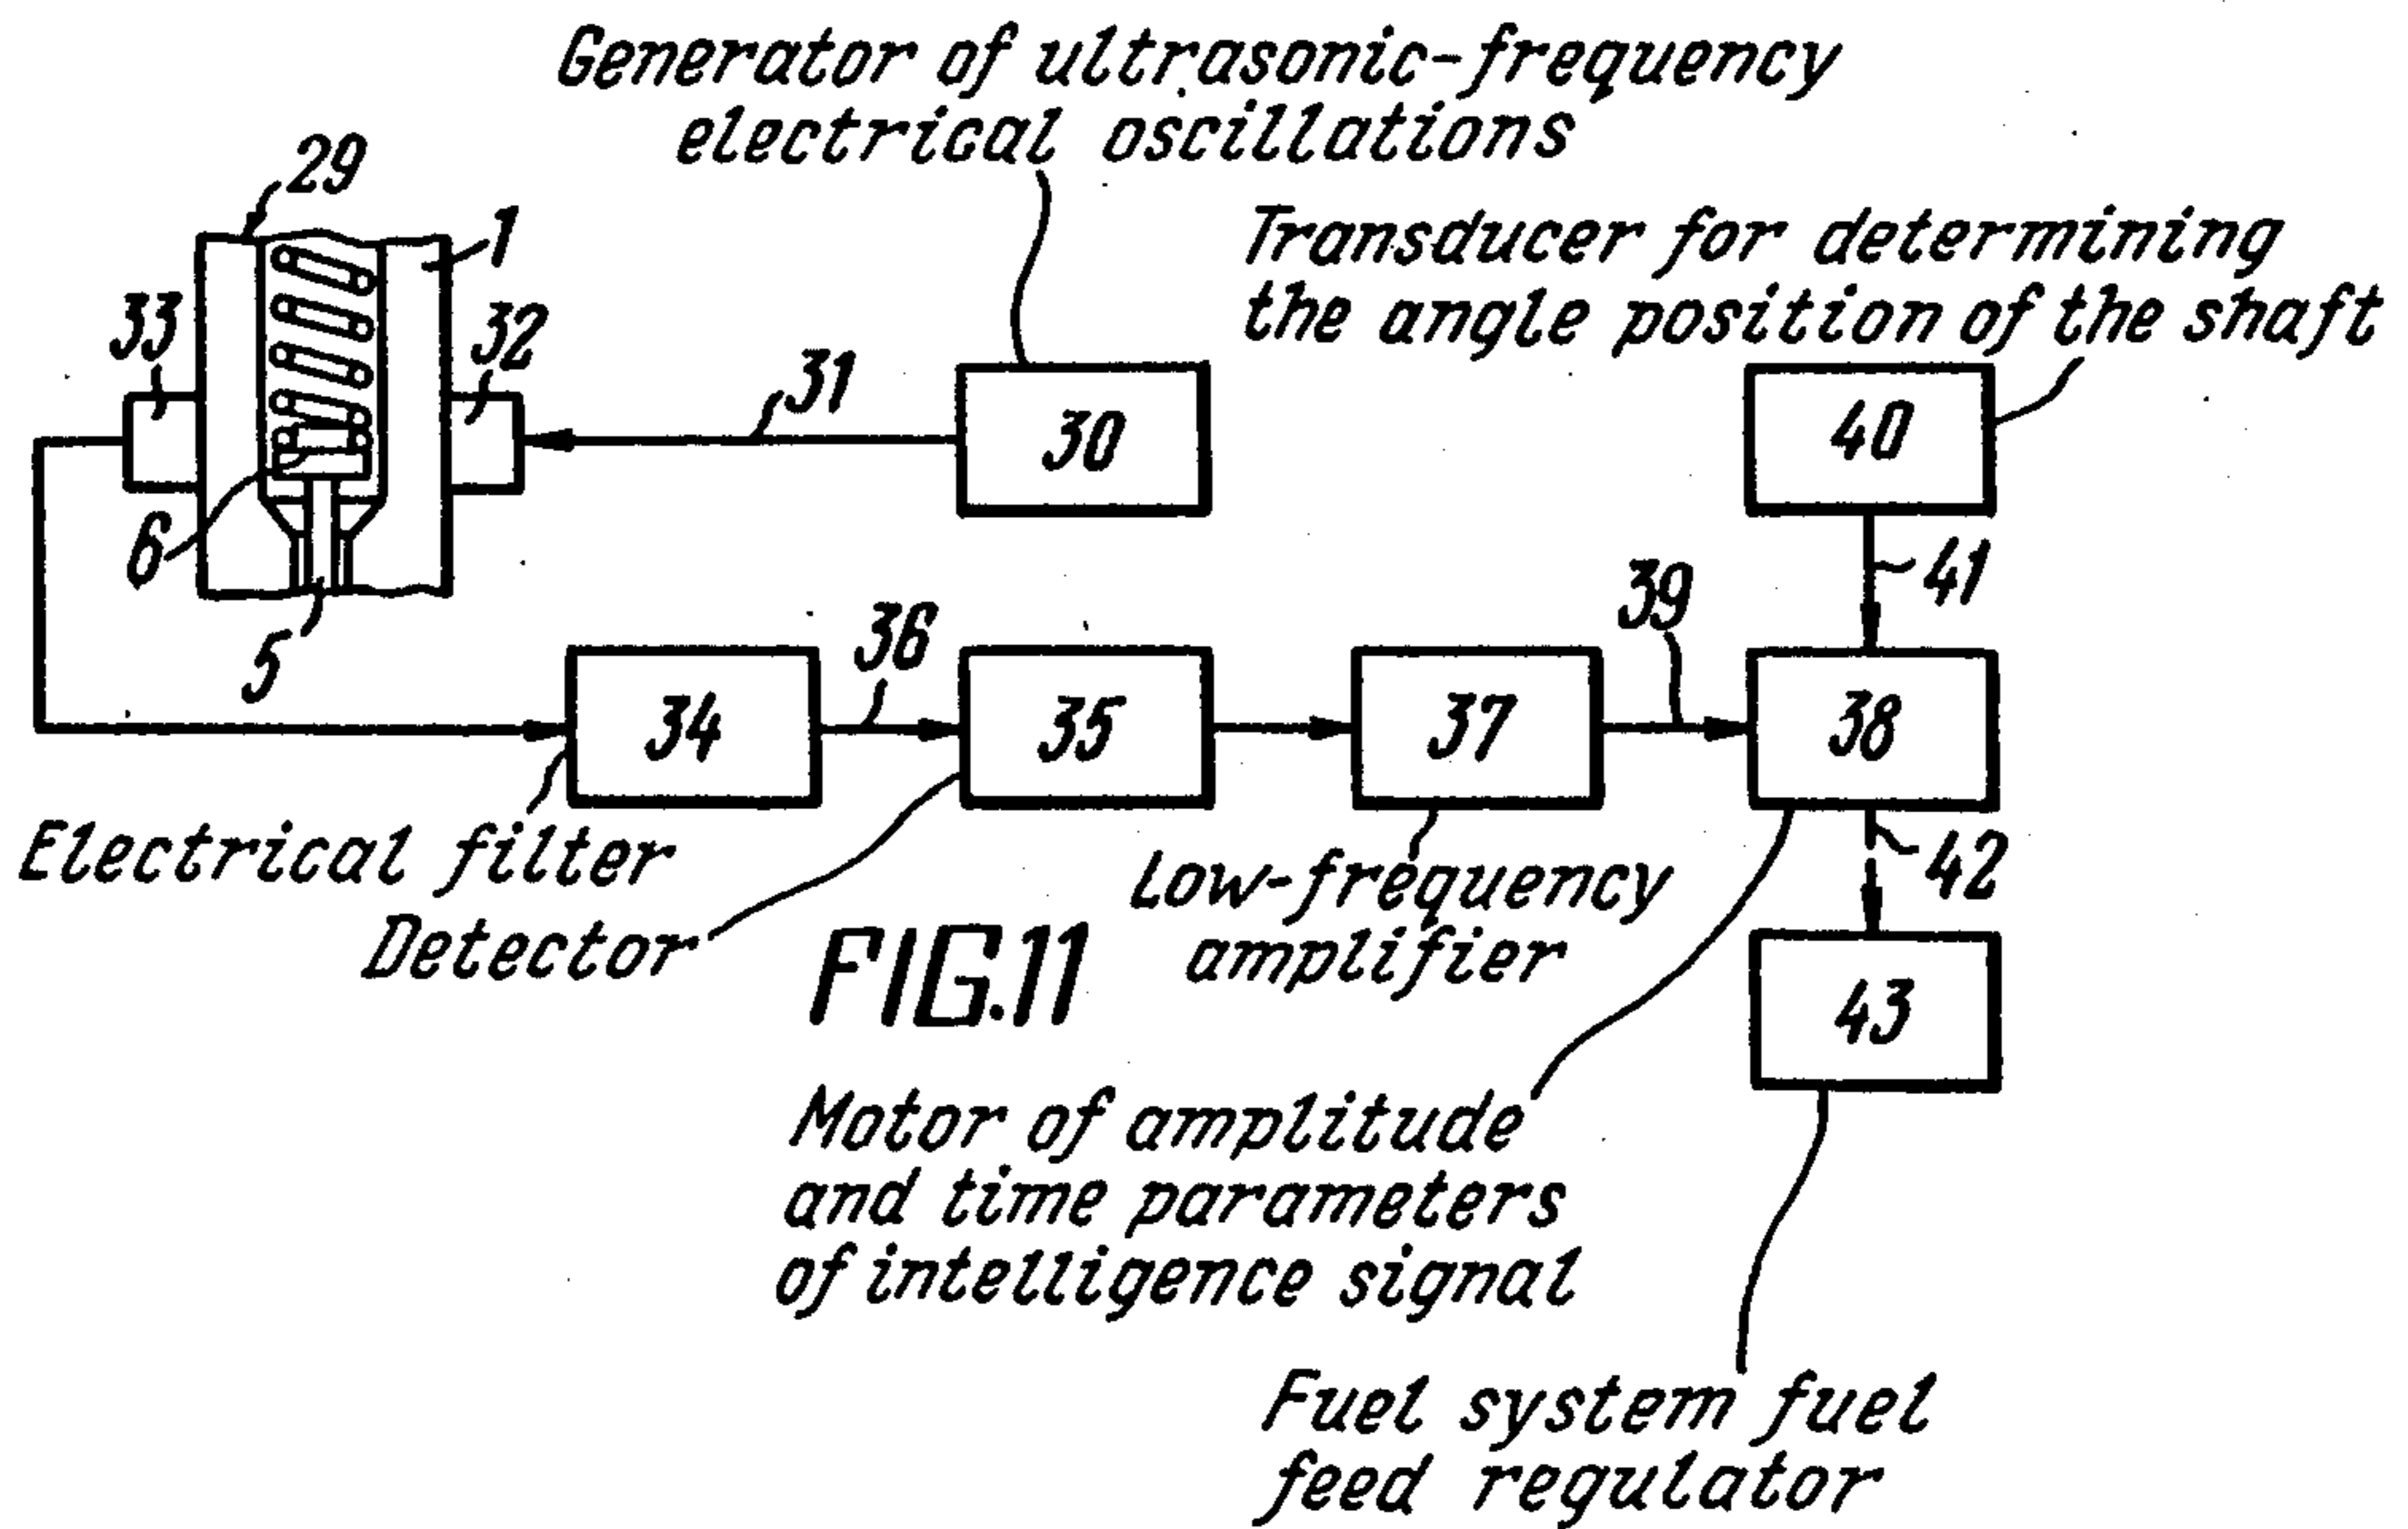 Generator of ultrasonic-frequency
electrical oscillations
29
1
Transducer for determining
the angle position of the shaft
33
32
31
30
40
6
5
41
36
39
34
35
37
38
Electrical filter
Detector
Low-frequency
amplifier
42
FIG.11
43
Motor of amplitude
and time parameters
of intelligence signal
Fuel system fuel
feed regulator